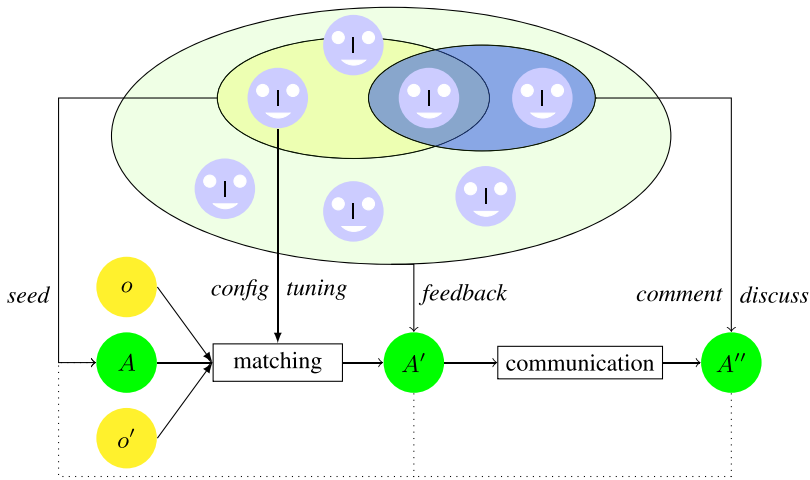 o
config tuning
seed
feedback
comment discuss
A
matching
A′
communication
A′′
o′